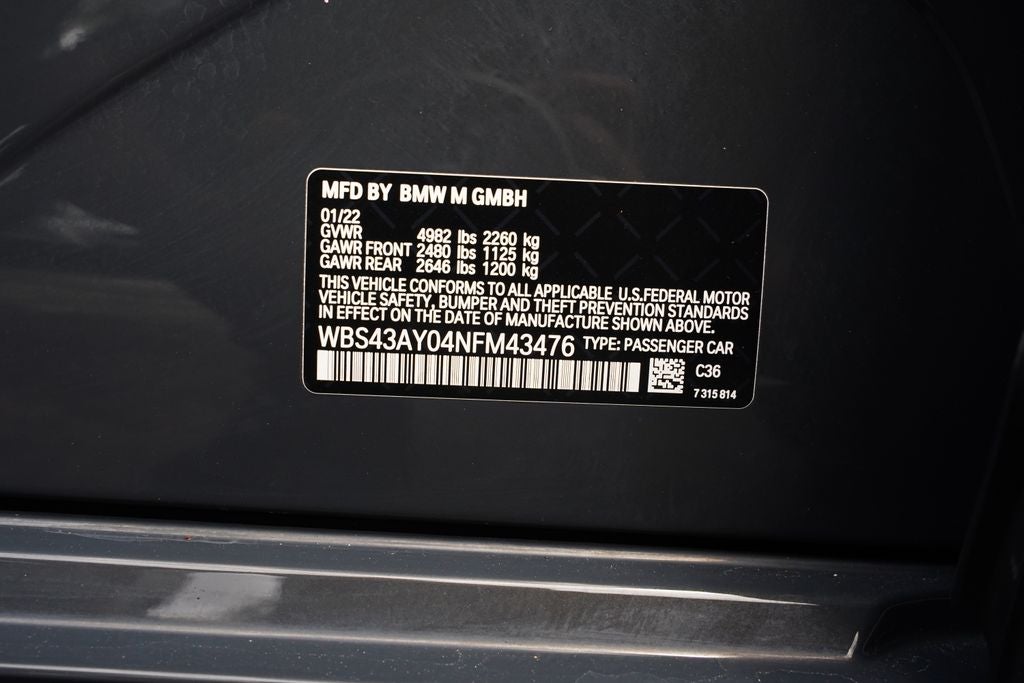 MFD BY BMW M GMBH
01/22
GVWR 4982 lbs 2260 kg
GAWR FRONT 2480 lbs 1125 kg
GAWR REAR 2646 lbs 1200 kg
THIS VEHICLE CONFORMS TO ALL APPLICABLE U.S.FEDERAL MOTOR
VEHICLE SAFETY, BUMPER AND THEFT PREVENTION STANDARDS
IN EFFECT ON THE DATE OF MANUFACTURE SHOWN ABOVE.
WBS43AY04NFM43476 TYPE: PASSENGER CAR
C36
7 315 814